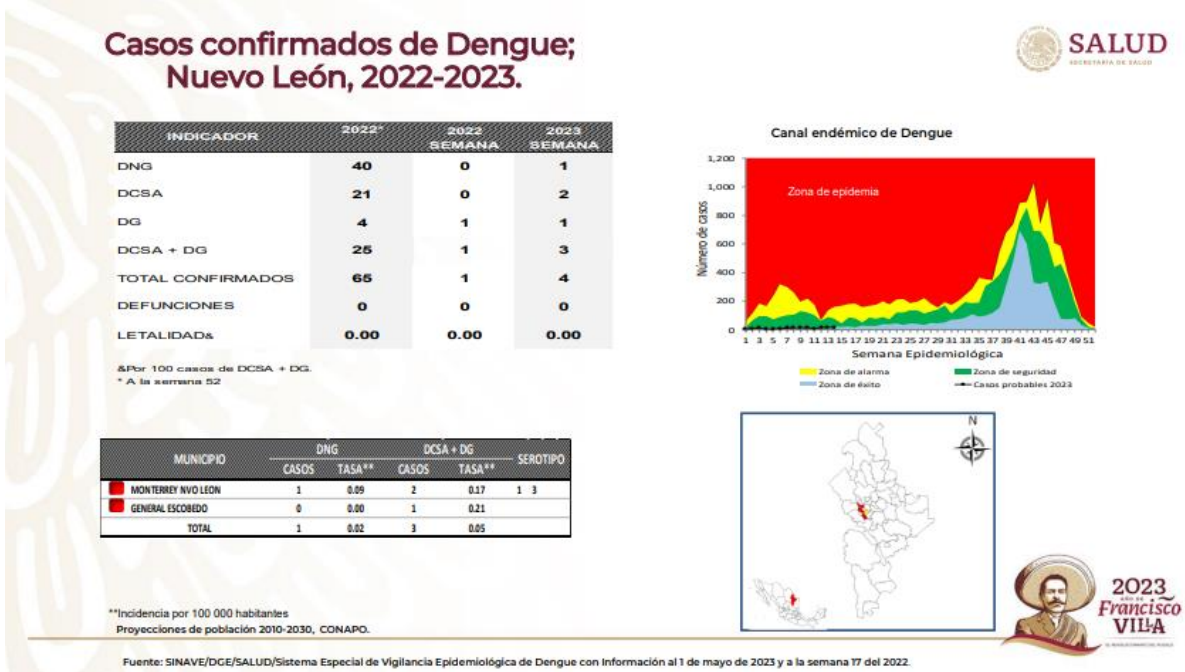 Casos confirmados de Dengue;
Nuevo León, 2022-2023.
SALUD
SECRETARÍA DE SALUD
INDICADOR 2022* 2022 SEMANA 2023 SEMANA
DNG 40 0 1
DCSA 21 0 2
DG 4 1 1
DCSA + DG 25 1 3
TOTAL CONFIRMADOS 65 1 4
DEFUNCIONES 0 0 0
LETALIDAD& 0.00 0.00 0.00
&Por 100 casos de DCSA + DG.
* A la semana 52
Canal endémico de Dengue
Zona de epidemia
Número de casos
1,200
1,000
800
600
400
200
0
1 3 5 7 9 11 13 15 17 19 21 23 25 27 29 31 33 35 37 39 41 43 45 47 49 51
Semana Epidemiológica
Zona de alarma Zona de seguridad
Zona de éxito Casos probables 2023
MUNICIPIO DNG DCSA + DG SEROTIPO
CASOS TASA** CASOS TASA**
MONTERREY NVO LEON 1 0.09 2 0.17 1 3
GENERAL ESCOBEDO 0 0.00 1 0.21
TOTAL 1 0.02 3 0.05
N
**Incidencia por 100 000 habitantes
Proyecciones de población 2010-2030, CONAPO.
2023
AÑO DE
Francisco
VILLA
Fuente: SINAVE/DGE/SALUD/Sistema Especial de Vigilancia Epidemiológica de Dengue con Información al 1 de mayo de 2023 y a la semana 17 del 2022.